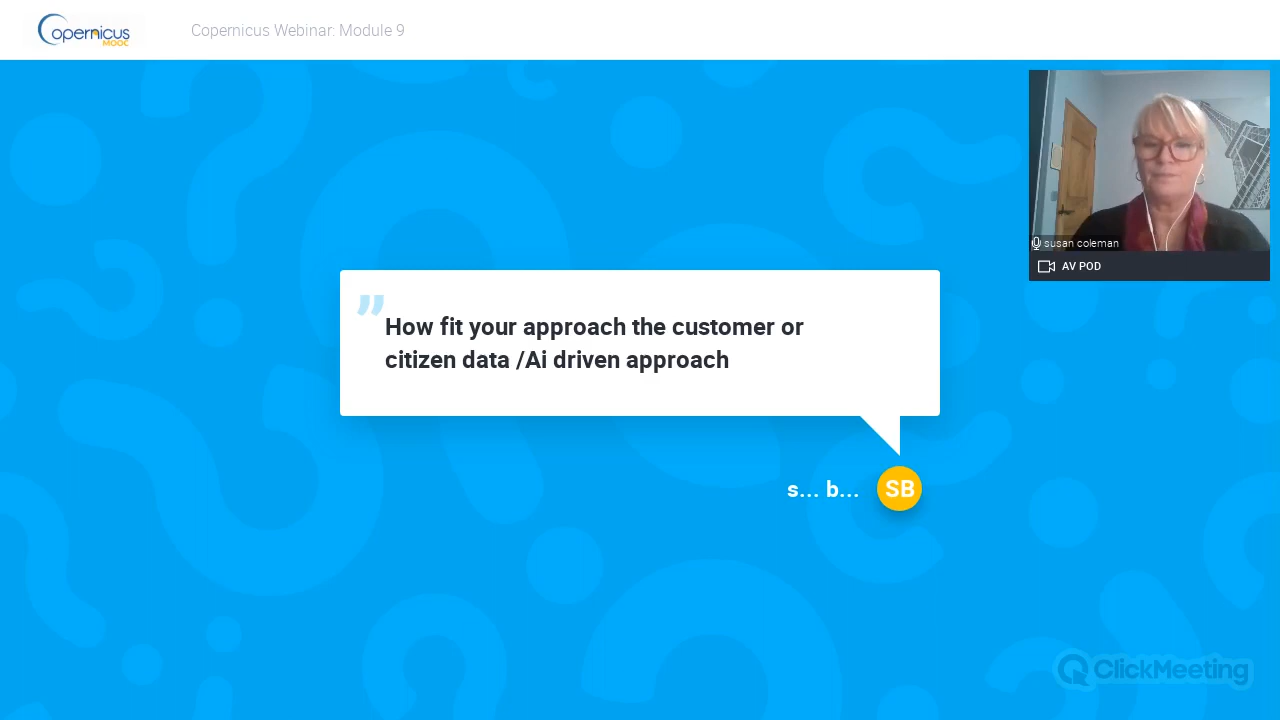 Copernicus
MOOC
Copernicus Webinar: Module 9
susan coleman
AV POD
How fit your approach the customer or
citizen data /Ai driven approach
s... b...
SB
ClickMeeting